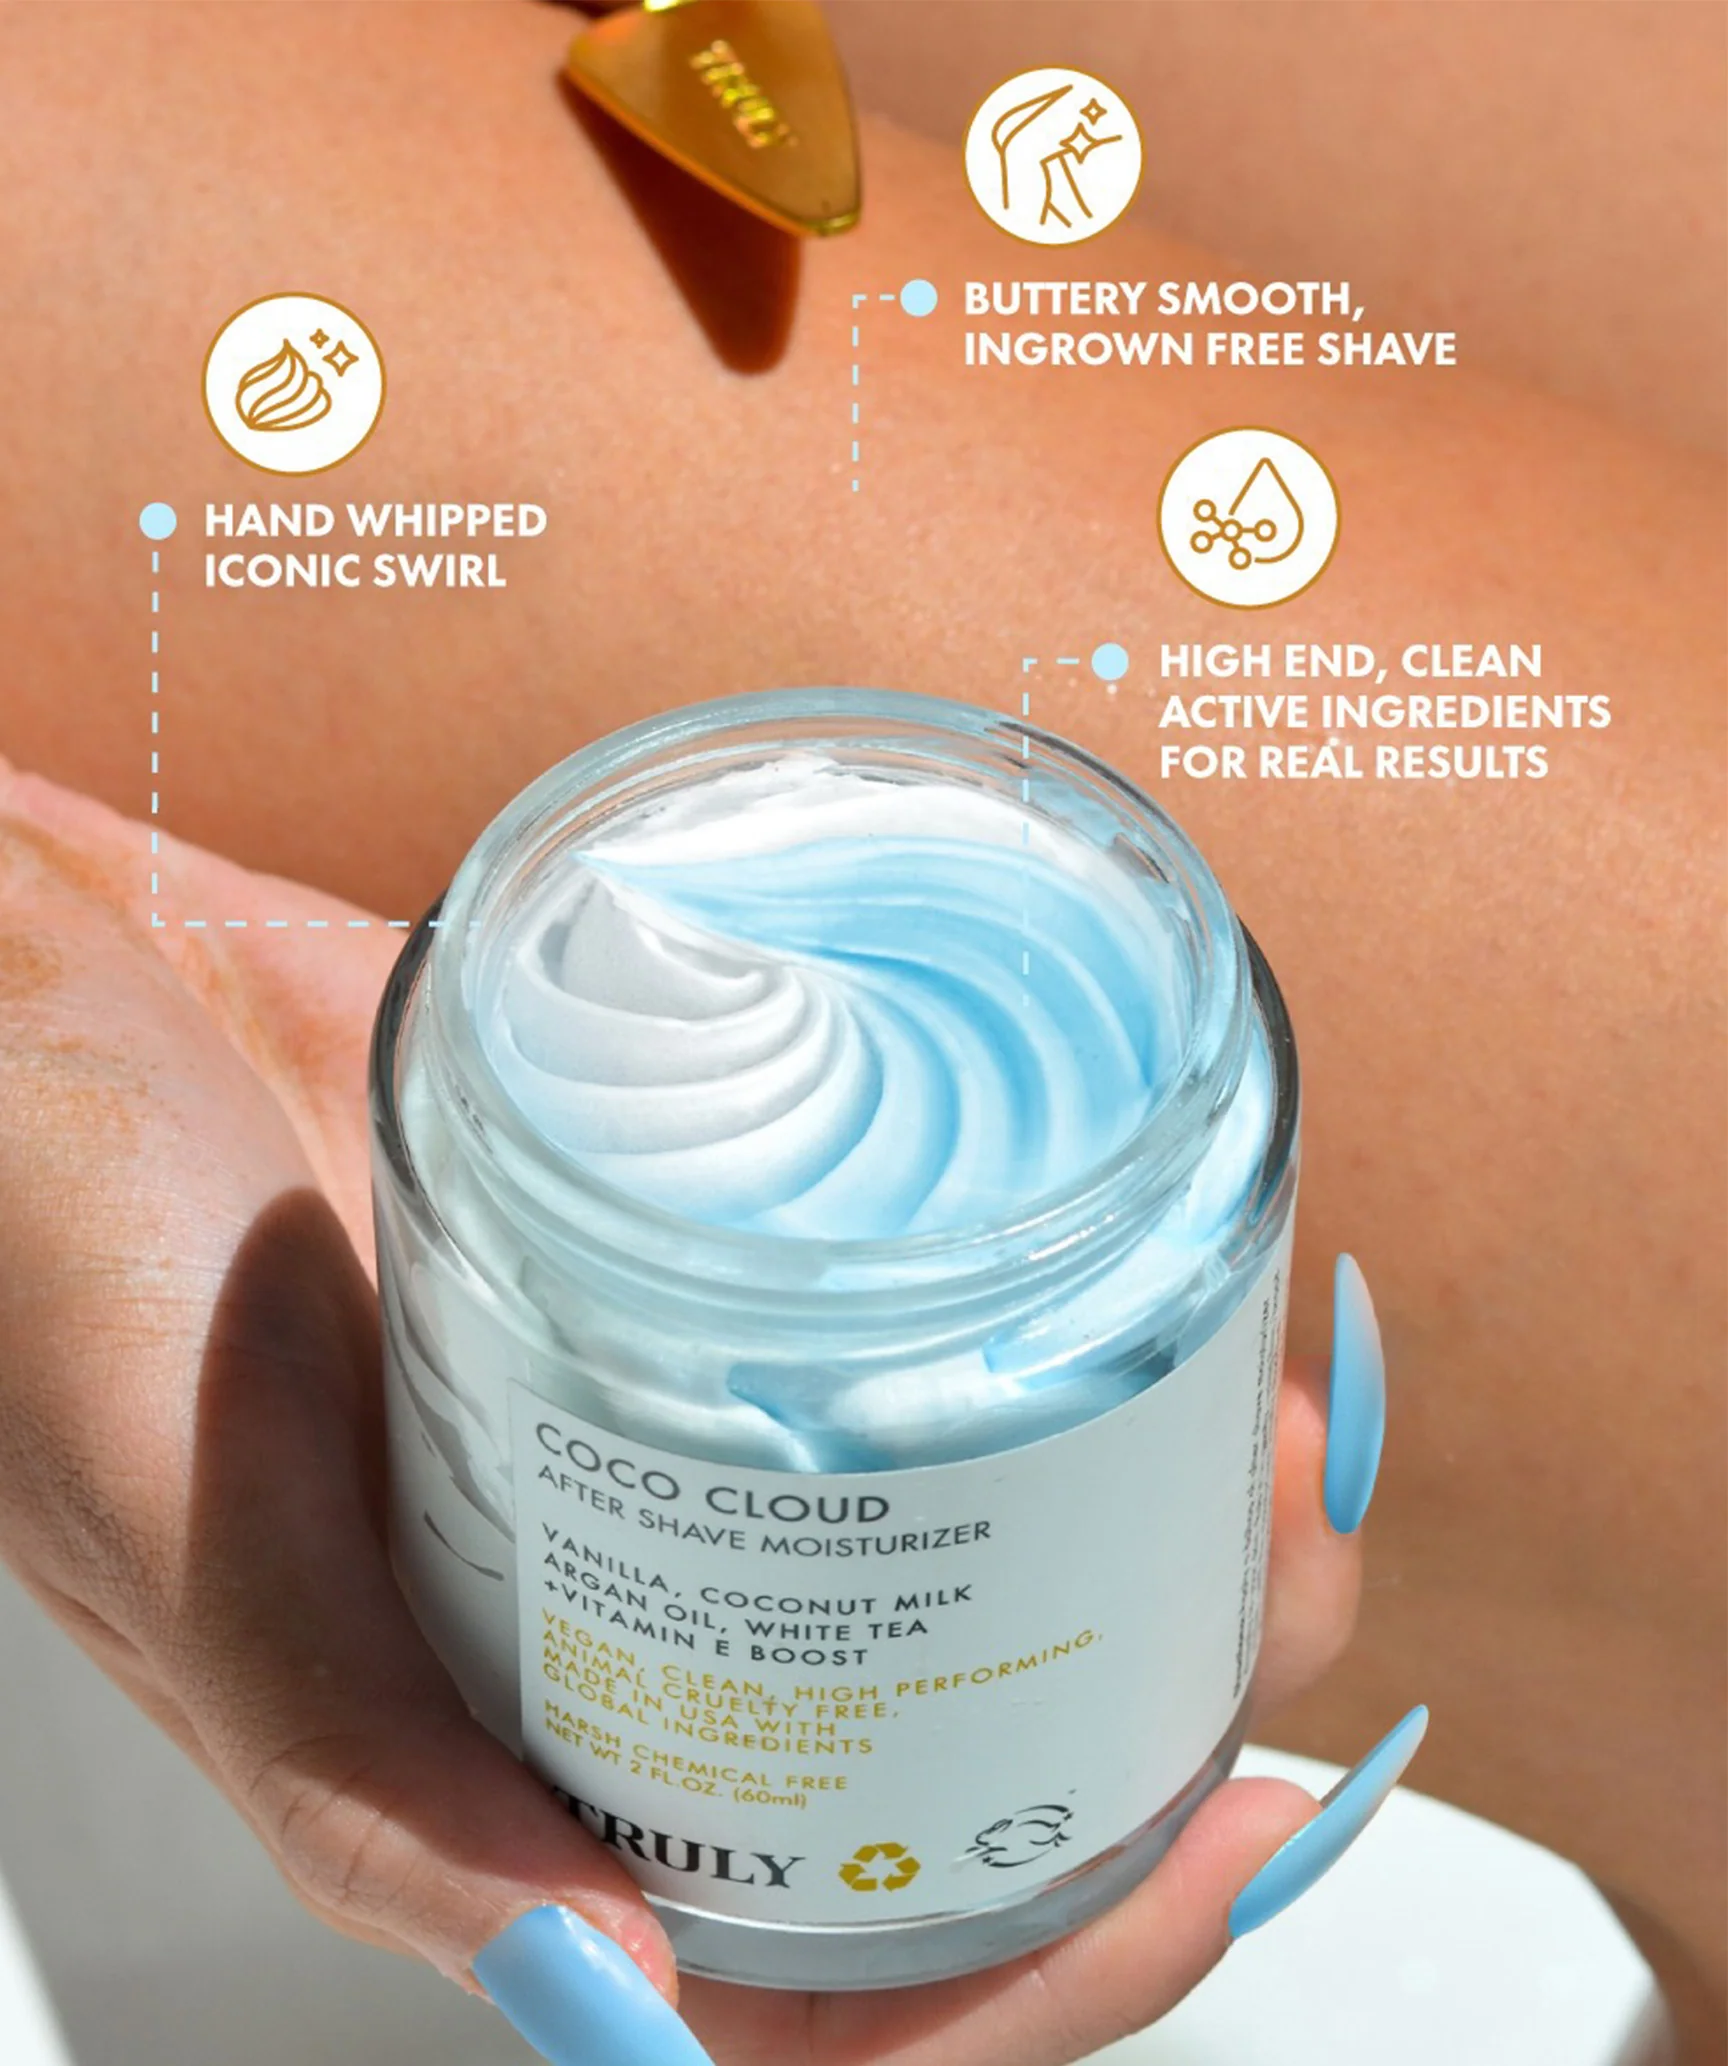 TRULY
BUTTERY SMOOTH,
INGROWN FREE SHAVE
HAND WHIPPED
ICONIC SWIRL
HIGH END, CLEAN
ACTIVE INGREDIENTS
FOR REAL RESULTS
COCO CLOUD
AFTER SHAVE MOISTURIZER
VANILLA, COCONUT MILK
ARGAN OIL, WHITE TEA
+VITAMIN E BOOST
VEGAN, CLEAN, HIGH PERFORMING,
ANIMAL CRUELTY FREE,
MADE IN USA WITH
GLOBAL INGREDIENTS
HARSH CHEMICAL FREE
NET WT 2 FL.OZ. (60ml)
TRULY